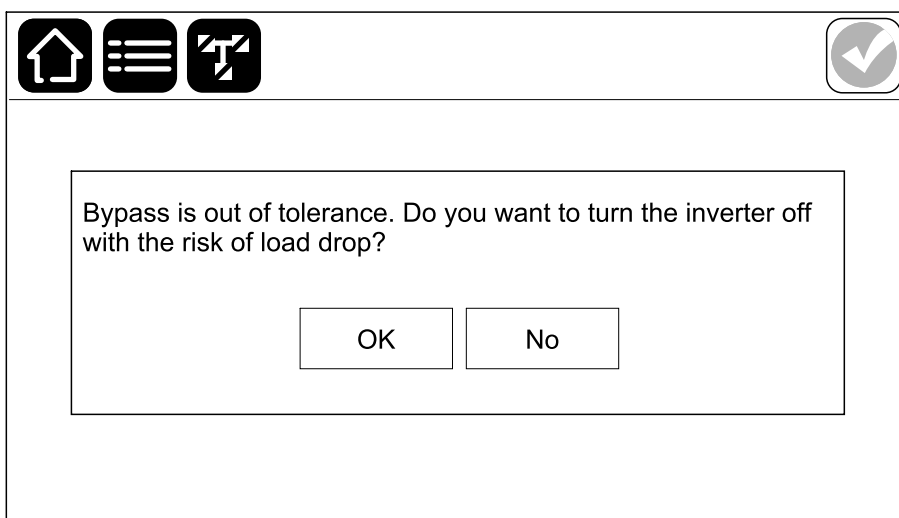 Bypass is out of tolerance. Do you want to turn the inverter off
with the risk of load drop?
OK No